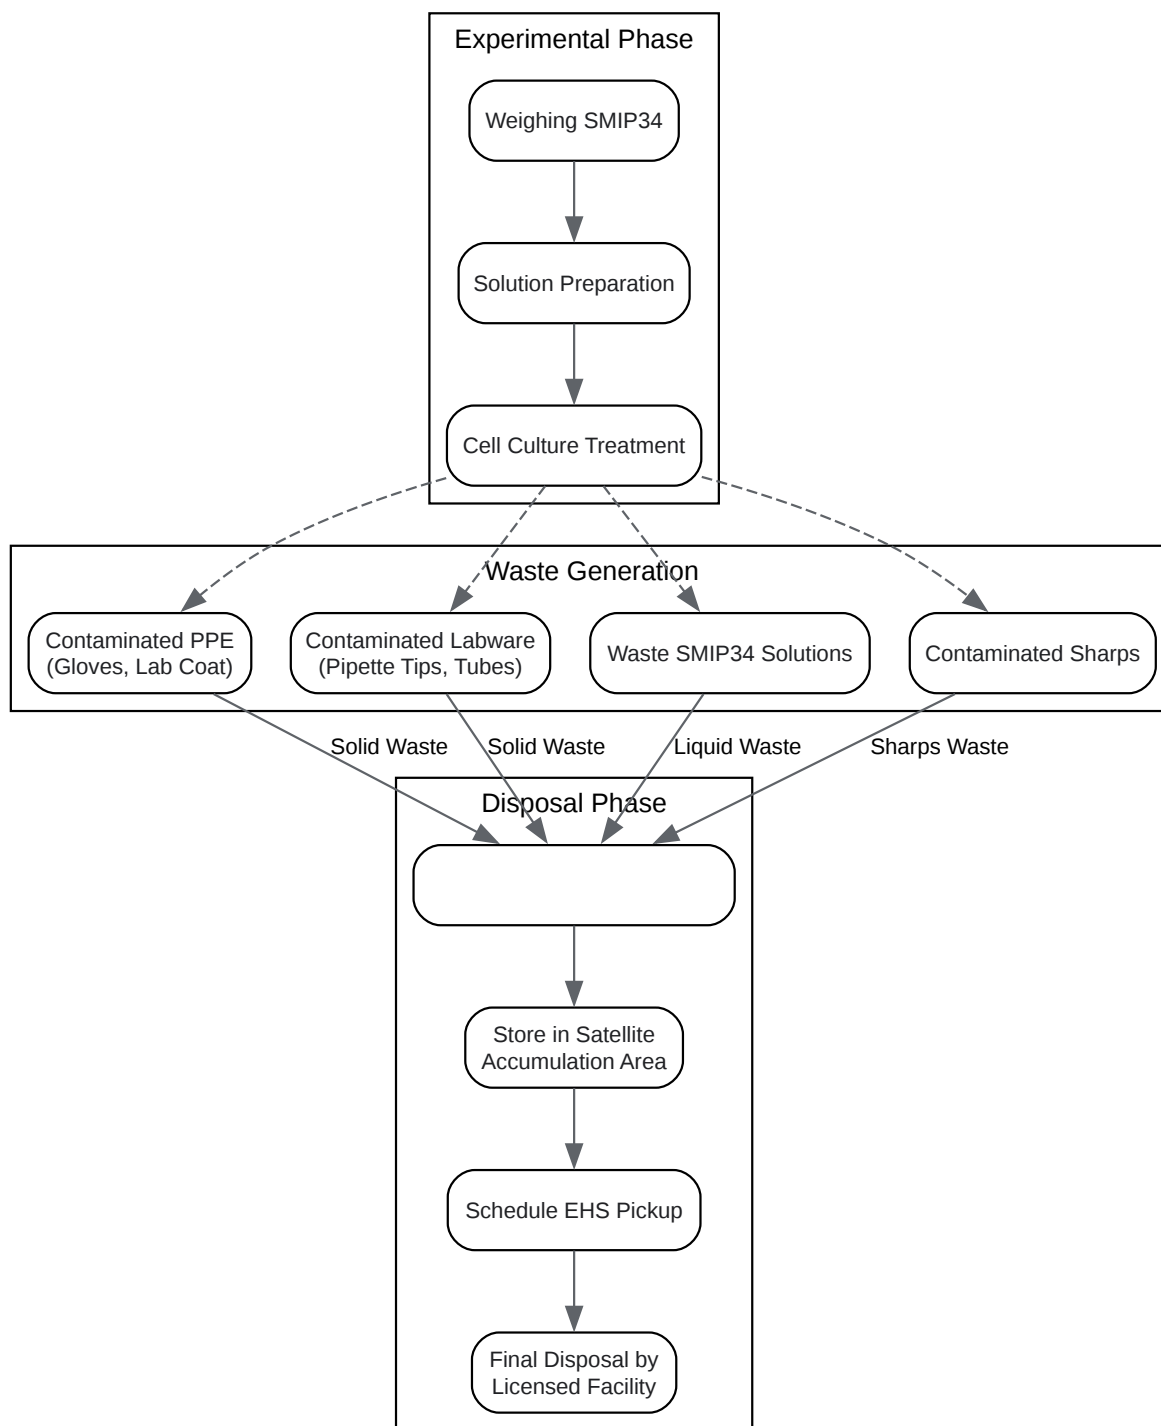 Experimental Phase
Weighing SMIP34
Solution Preparation
Cell Culture Treatment
Waste Generation
Contaminated PPE
(Gloves, Lab Coat)
Contaminated Labware
(Pipette Tips, Tubes)
Waste SMIP34 Solutions
Contaminated Sharps
Solid Waste
Solid Waste
Liquid Waste
Sharps Waste
Disposal Phase
Store in Satellite
Accumulation Area
Schedule EHS Pickup
Final Disposal by
Licensed Facility